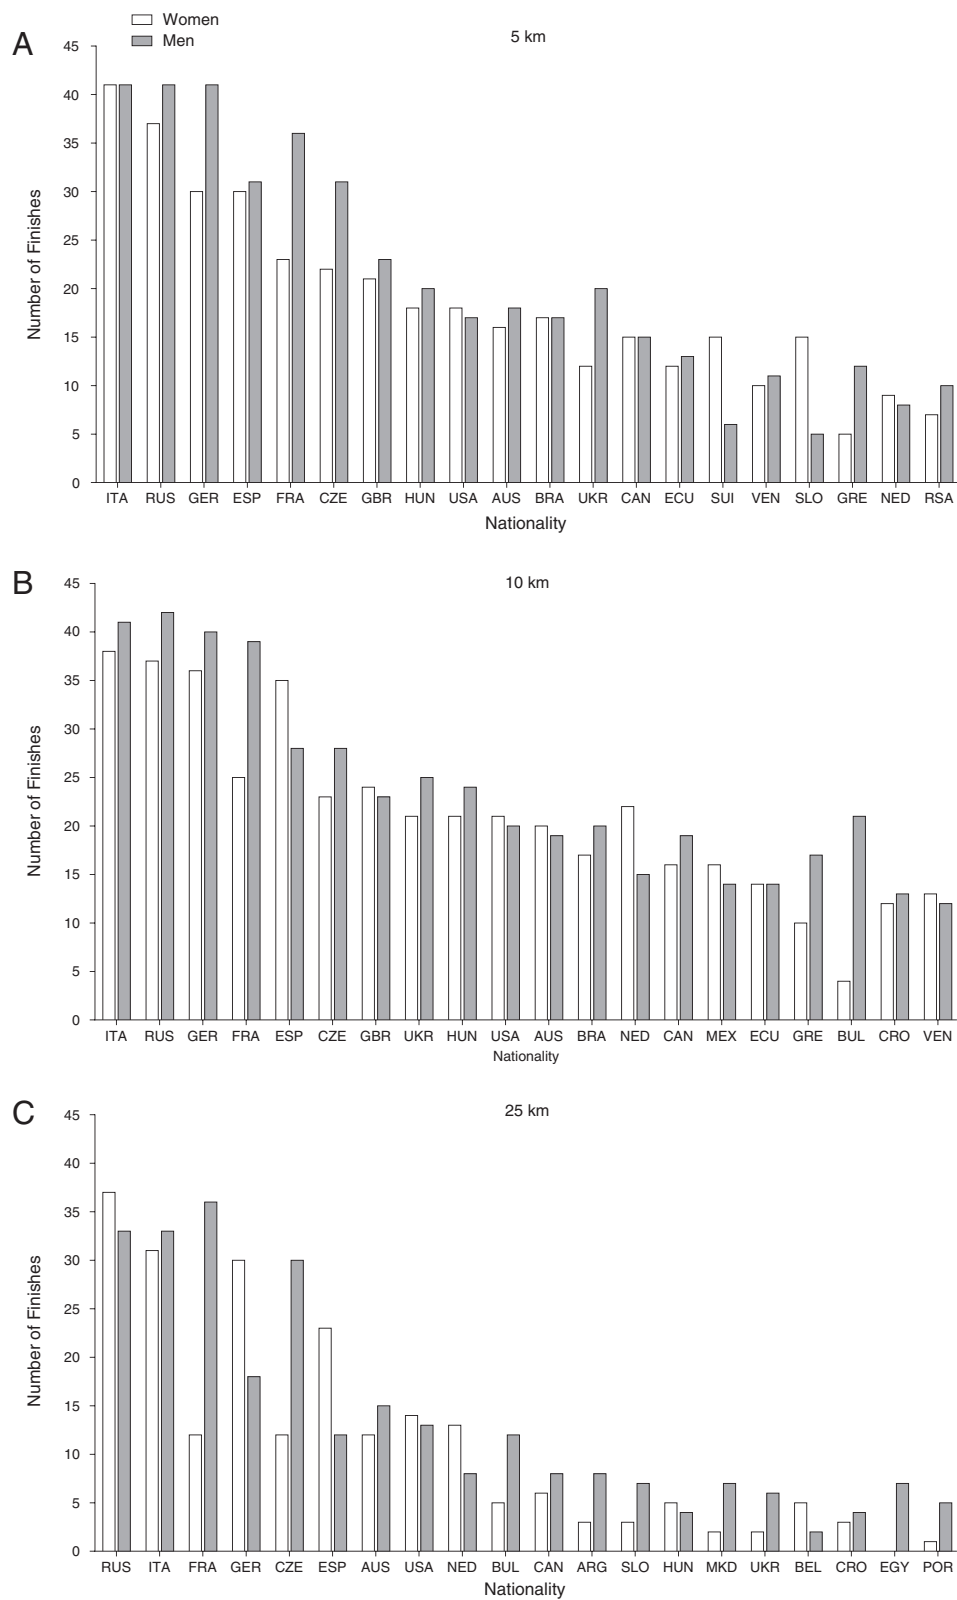 Women
Men
A
5 km
45
40
35
30
25
20
15
10
5
0
Number of Finishes
ITA RUS GER ESP FRA CZE GBR HUN USA AUS BRA UKR CAN ECU SUI VEN SLO GRE NED RSA
Nationality
B
10 km
45
40
35
30
25
20
15
10
5
0
Number of Finishes
ITA RUS GER FRA ESP CZE GBR UKR HUN USA AUS BRA NED CAN MEX ECU GRE BUL CRO VEN
Nationality
C
25 km
45
40
35
30
25
20
15
10
5
0
Number of Finishes
RUS ITA FRA GER CZE ESP AUS USA NED BUL CAN ARG SLO HUN MKD UKR BEL CRO EGY POR
Nationality